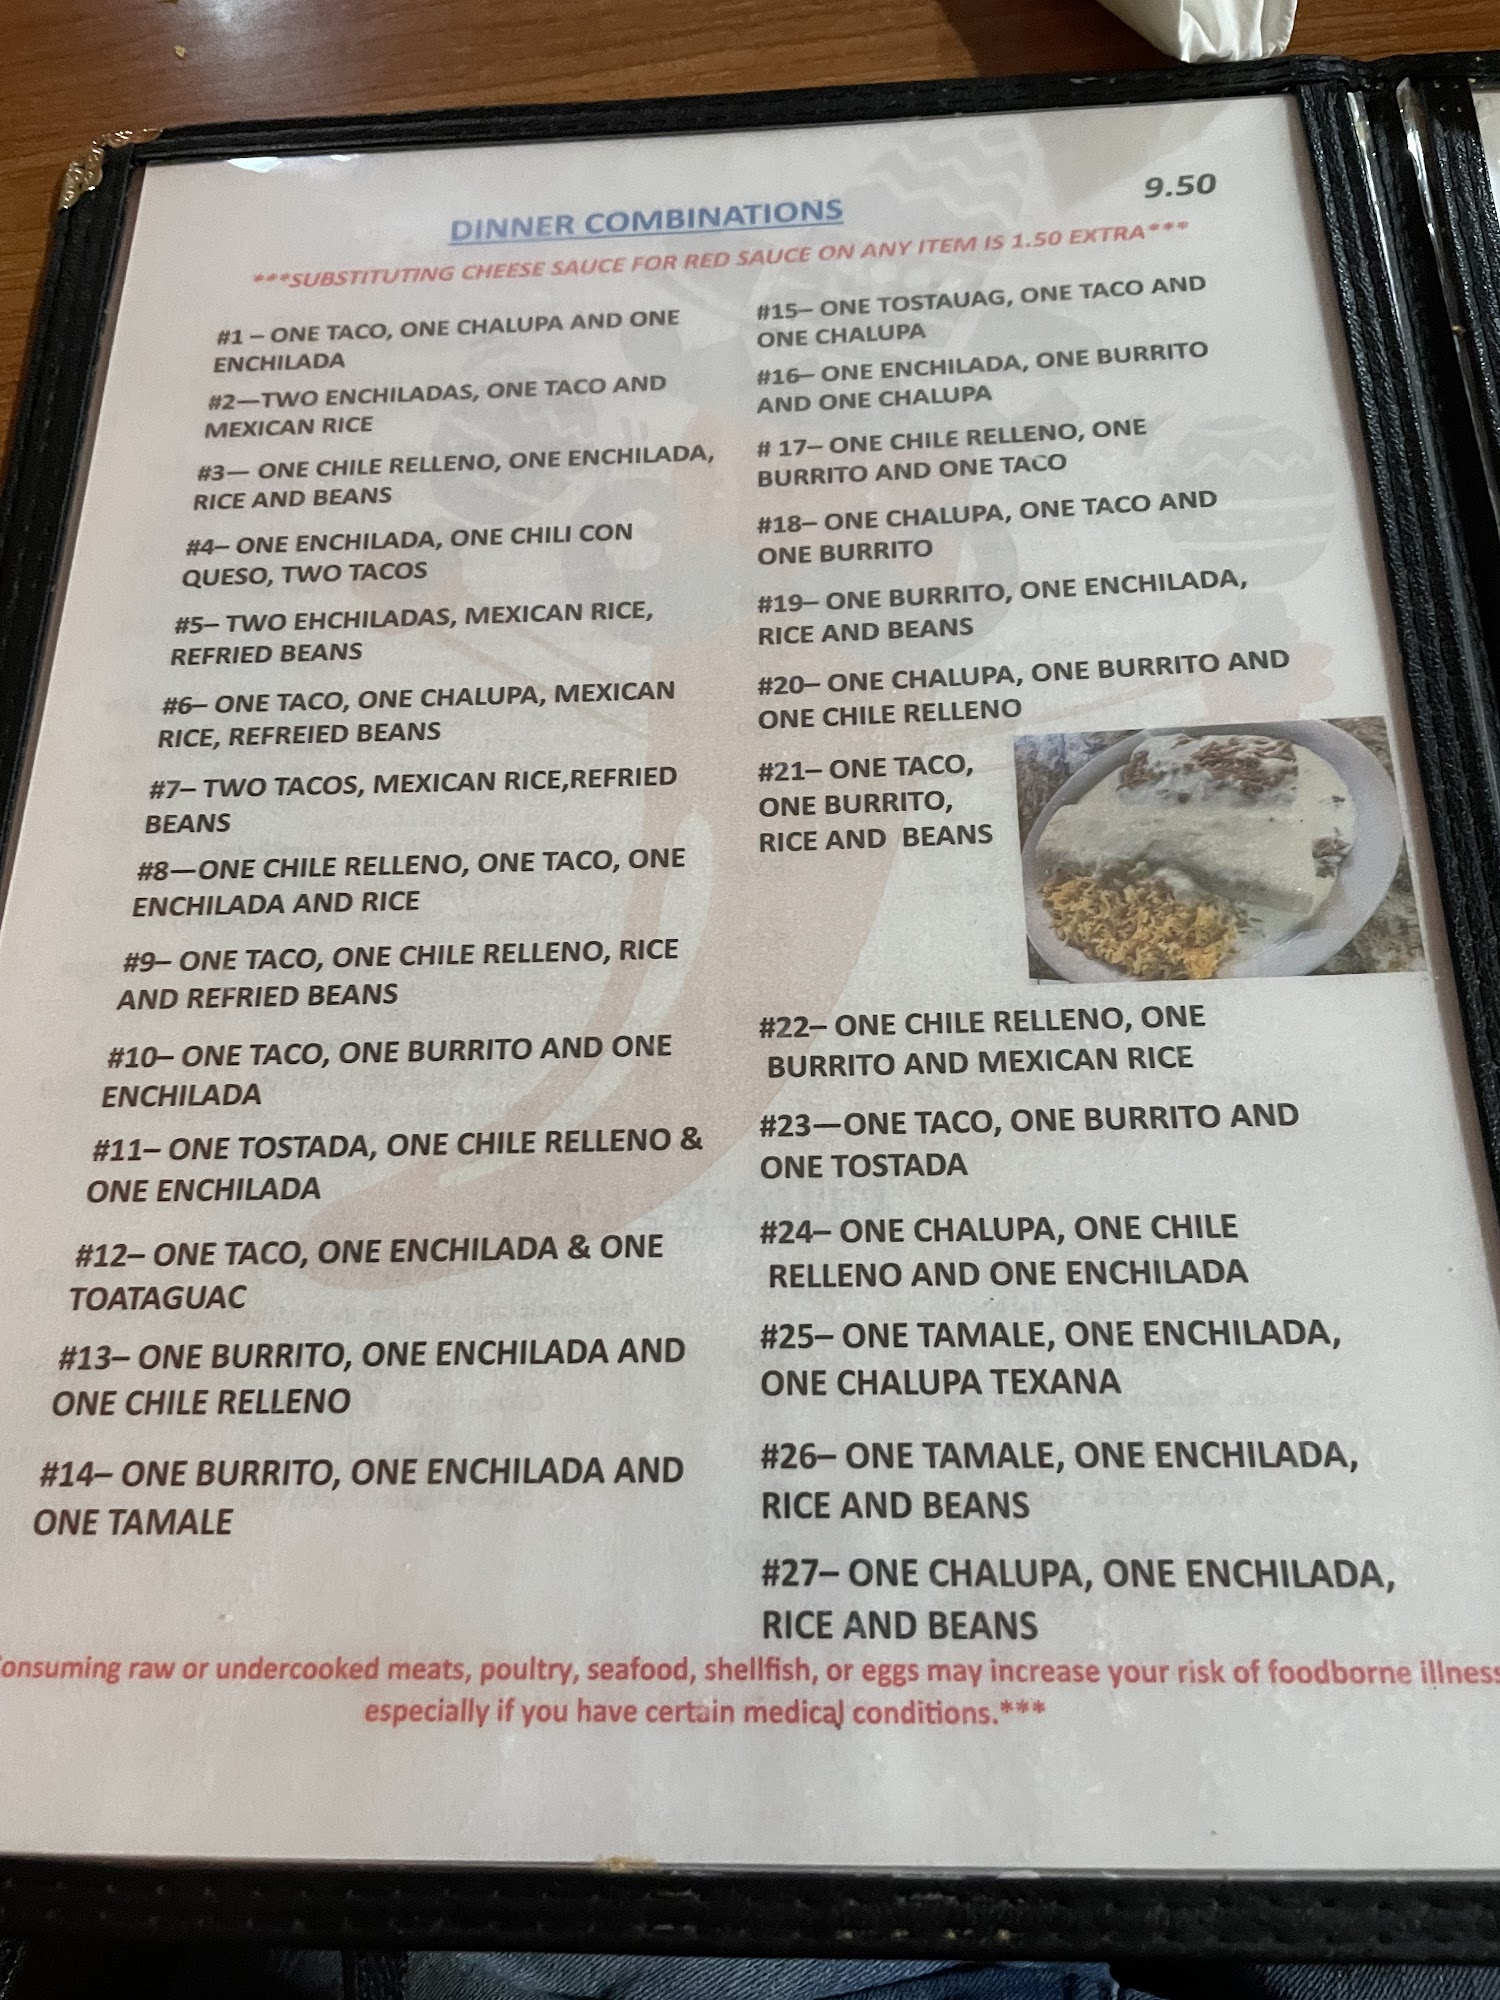 9.50
DINNER COMBINATIONS
***SUBSTITUTING CHEESE SAUCE FOR RED SAUCE ON ANY ITEM IS 1.50 EXTRA***
#1 – ONE TACO, ONE CHALUPA AND ONE
ENCHILADA
#2—TWO ENCHILADAS, ONE TACO AND
MEXICAN RICE
#3— ONE CHILE RELLENO, ONE ENCHILADA,
RICE AND BEANS
#4– ONE ENCHILADA, ONE CHILI CON
QUESO, TWO TACOS
#5– TWO EHCHILADAS, MEXICAN RICE,
REFRIED BEANS
#6– ONE TACO, ONE CHALUPA, MEXICAN
RICE, REFREIED BEANS
#7– TWO TACOS, MEXICAN RICE,REFRIED
BEANS
#8—ONE CHILE RELLENO, ONE TACO, ONE
ENCHILADA AND RICE
#9– ONE TACO, ONE CHILE RELLENO, RICE
AND REFRIED BEANS
#10– ONE TACO, ONE BURRITO AND ONE
ENCHILADA
#11– ONE TOSTADA, ONE CHILE RELLENO &
ONE ENCHILADA
#12– ONE TACO, ONE ENCHILADA & ONE
TOATAGUAC
#13– ONE BURRITO, ONE ENCHILADA AND
ONE CHILE RELLENO
#14– ONE BURRITO, ONE ENCHILADA AND
ONE TAMALE
#15– ONE TOSTAUAG, ONE TACO AND
ONE CHALUPA
#16– ONE ENCHILADA, ONE BURRITO
AND ONE CHALUPA
# 17– ONE CHILE RELLENO, ONE
BURRITO AND ONE TACO
#18– ONE CHALUPA, ONE TACO AND
ONE BURRITO
#19– ONE BURRITO, ONE ENCHILADA,
RICE AND BEANS
#20– ONE CHALUPA, ONE BURRITO AND
ONE CHILE RELLENO
#21– ONE TACO,
ONE BURRITO,
RICE AND BEANS
#22– ONE CHILE RELLENO, ONE
BURRITO AND MEXICAN RICE
#23—ONE TACO, ONE BURRITO AND
ONE TOSTADA
#24– ONE CHALUPA, ONE CHILE
RELLENO AND ONE ENCHILADA
#25– ONE TAMALE, ONE ENCHILADA,
ONE CHALUPA TEXANA
#26– ONE TAMALE, ONE ENCHILADA,
RICE AND BEANS
#27– ONE CHALUPA, ONE ENCHILADA,
RICE AND BEANS
onsuming raw or undercooked meats, poultry, seafood, shellfish, or eggs may increase your risk of foodborne illness
especially if you have certain medical conditions.***